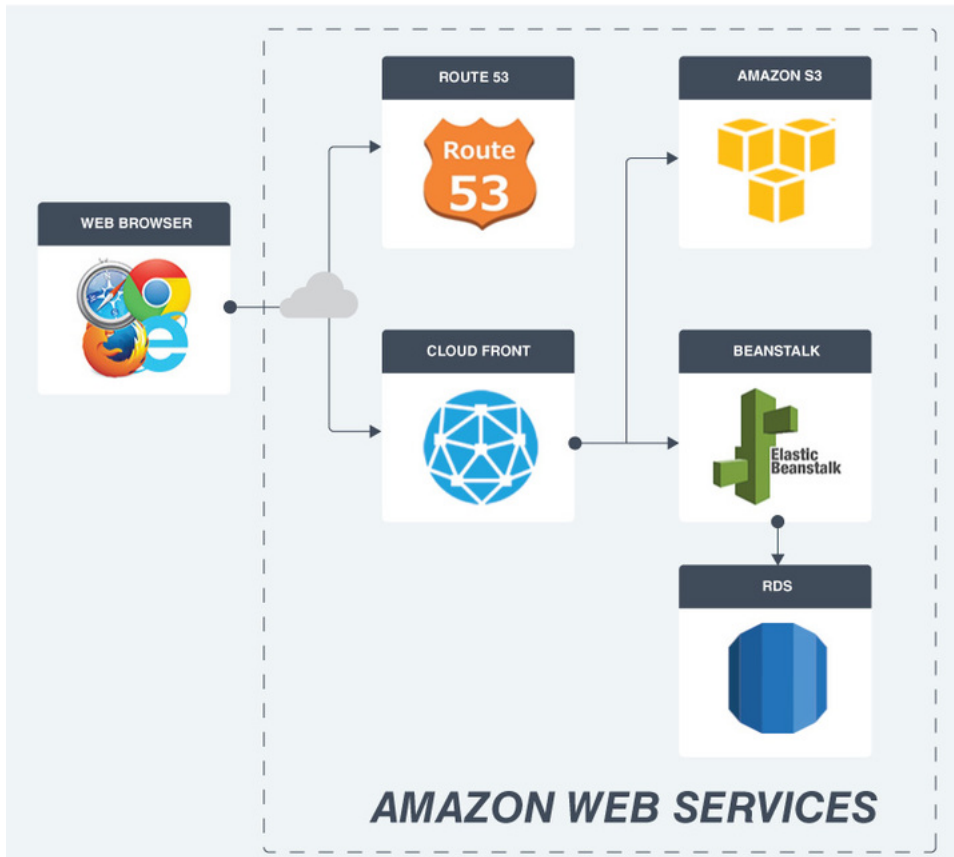 ROUTE 53
AMAZON S3
Route
53
WEB BROWSER
CLOUD FRONT
BEANSTALK
Elastic
Beanstalk
RDS
AMAZON WEB SERVICES